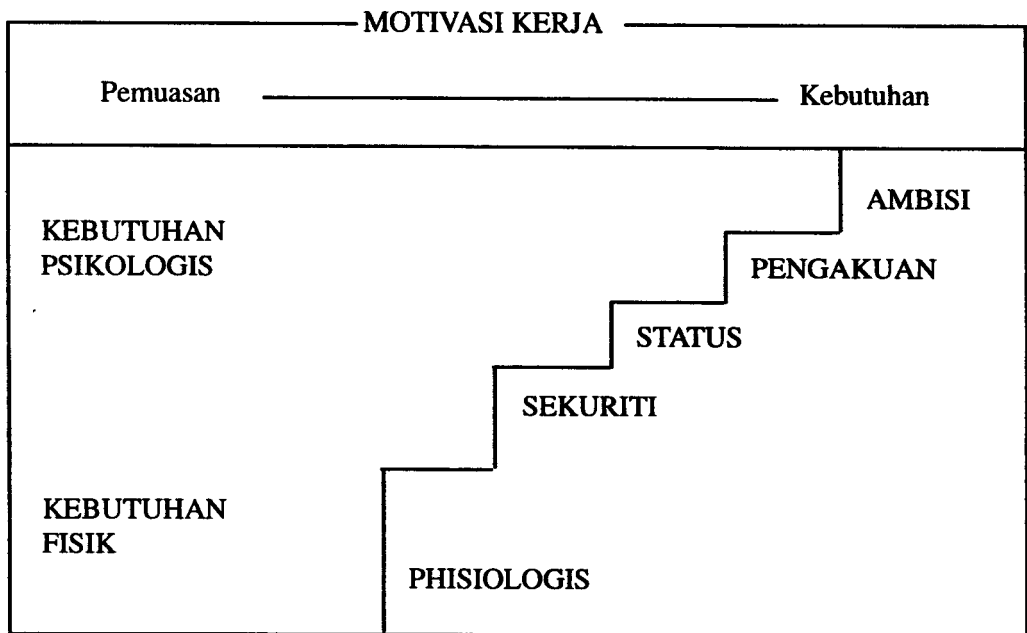 MOTIVASI KERJA
Pemuasan Kebutuhan
AMBISI
KEBUTUHAN
PSIKOLOGIS
PENGAKUAN
STATUS
SEKURITI
KEBUTUHAN
FISIK
PHISIOLOGIS